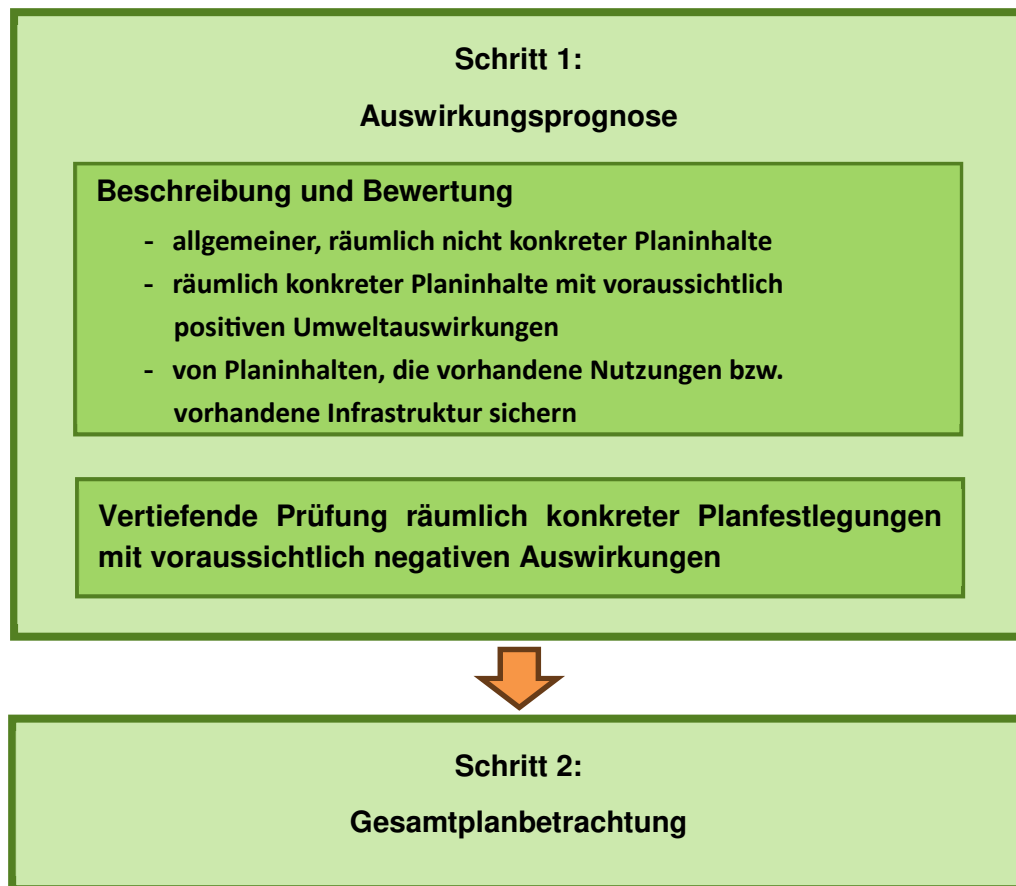 Schritt 1:
Auswirkungsprognose
Beschreibung und Bewertung
- allgemeiner, räumlich nicht konkreter Planinhalte
- räumlich konkreter Planinhalte mit voraussichtlich
positiven Umweltauswirkungen
- von Planinhalten, die vorhandene Nutzungen bzw.
vorhandene Infrastruktur sichern
Vertiefende Prüfung räumlich konkreter Planfestlegungen
mit voraussichtlich negativen Auswirkungen
Schritt 2:
Gesamtplanbetrachtung